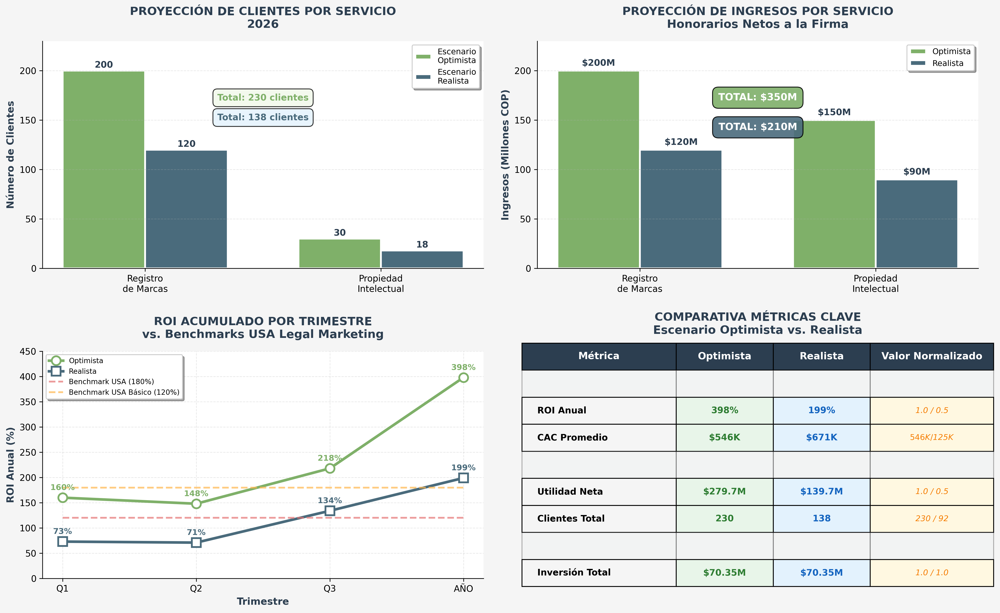 PROYECCIÓN DE CLIENTES POR SERVICIO
2026
Número de Clientes
200
150
100
50
0
200
120
30
18
Escenario
Optimista
Escenario
Realista
Total: 230 clientes
Total: 138 clientes
Registro
de Marcas
Propiedad
Intelectual
PROYECCIÓN DE INGRESOS POR SERVICIO
Honorarios Netos a la Firma
Ingresos (Millones COP)
200
150
100
50
0
$200M
$120M
$150M
$90M
Optimista
Realista
TOTAL: $350M
TOTAL: $210M
Registro
de Marcas
Propiedad
Intelectual
ROI ACUMULADO POR TRIMESTRE
vs. Benchmarks USA Legal Marketing
ROI Anual (%)
450
400
350
300
250
200
150
100
50
0
Optimista
Realista
Benchmark USA (180%)
Benchmark USA Básico (120%)
160%
148%
218%
398%
73%
71%
134%
199%
Q1 Q2 Q3 AÑO
Trimestre
COMPARATIVA MÉTRICAS CLAVE
Escenario Optimista vs. Realista
Métrica Optimista Realista Valor Normalizado
ROI Anual 398% 199% 1.0 / 0.5
CAC Promedio $546K $671K 546K/125K
Utilidad Neta $279.7M $139.7M 1.0 / 0.5
Clientes Total 230 138 230 / 92
Inversión Total $70.35M $70.35M 1.0 / 1.0